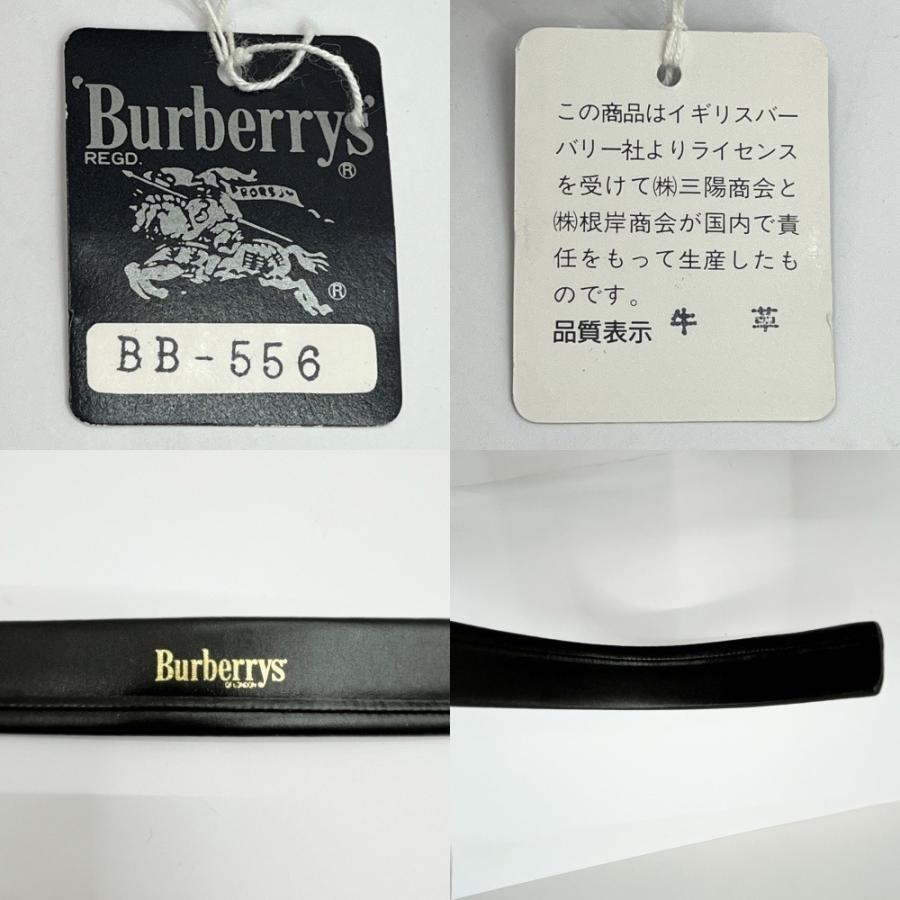 Burberrys
REGD.
®
®
BB-556
この商品はイギリスバー
バリー社よりライセンス
を受けて㈱三陽商会と
㈱根岸商会が国内で責
任をもって生産したも
のです。
品質表示 牛 革
Burberrys
OF LONDON